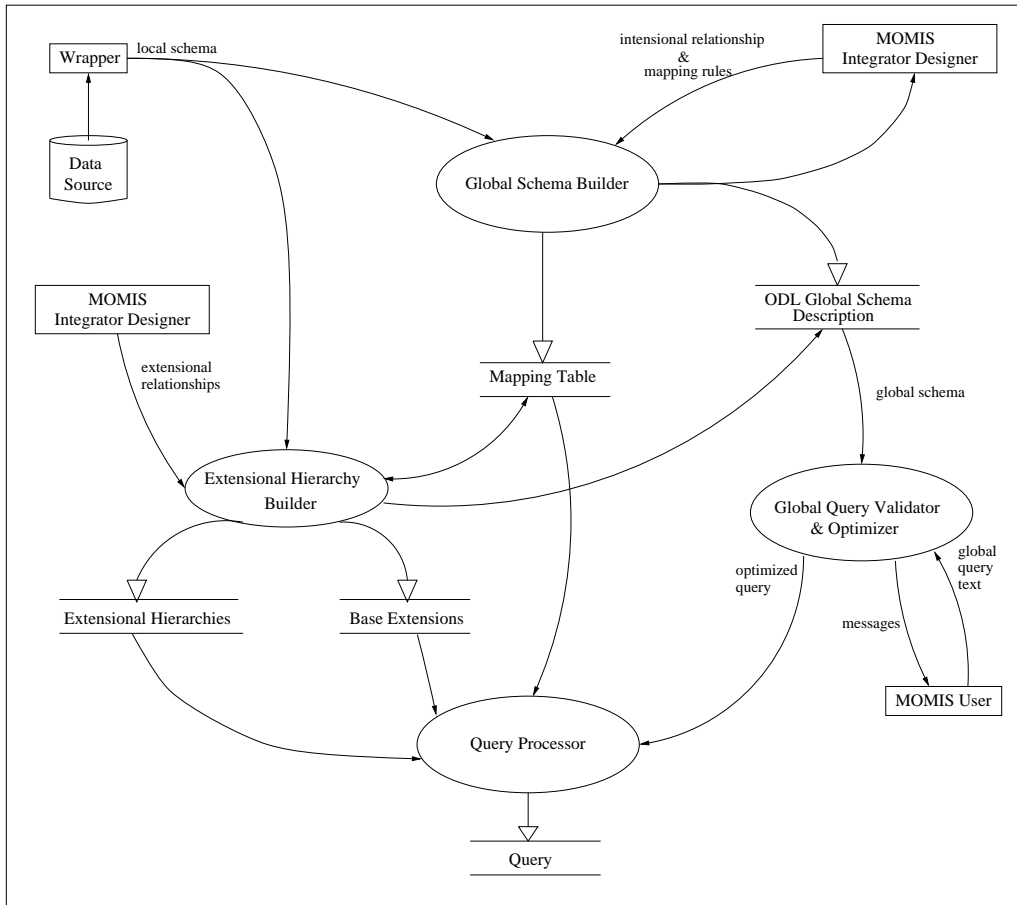 Wrapper
local schema
intensional relationship
&
mapping rules
MOMIS
Integrator Designer
Data
Source
Global Schema Builder
MOMIS
Integrator Designer
ODL Global Schema
Description
extensional
relationships
Mapping Table
global schema
Extensional Hierarchy
Builder
Global Query Validator
& Optimizer
optimized
query
global
query
text
Extensional Hierarchies
Base Extensions
messages
MOMIS User
Query Processor
Query